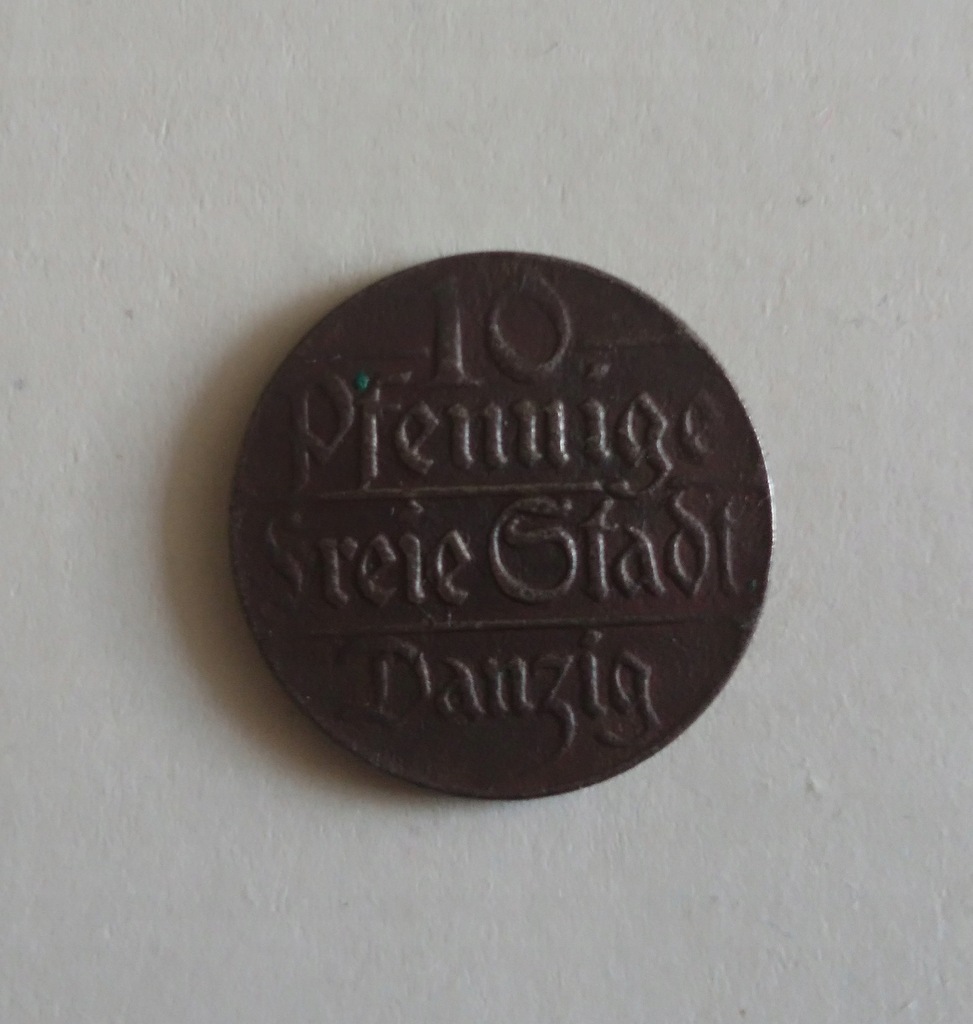 10
Pfennige
Freie Stadt
Danzig